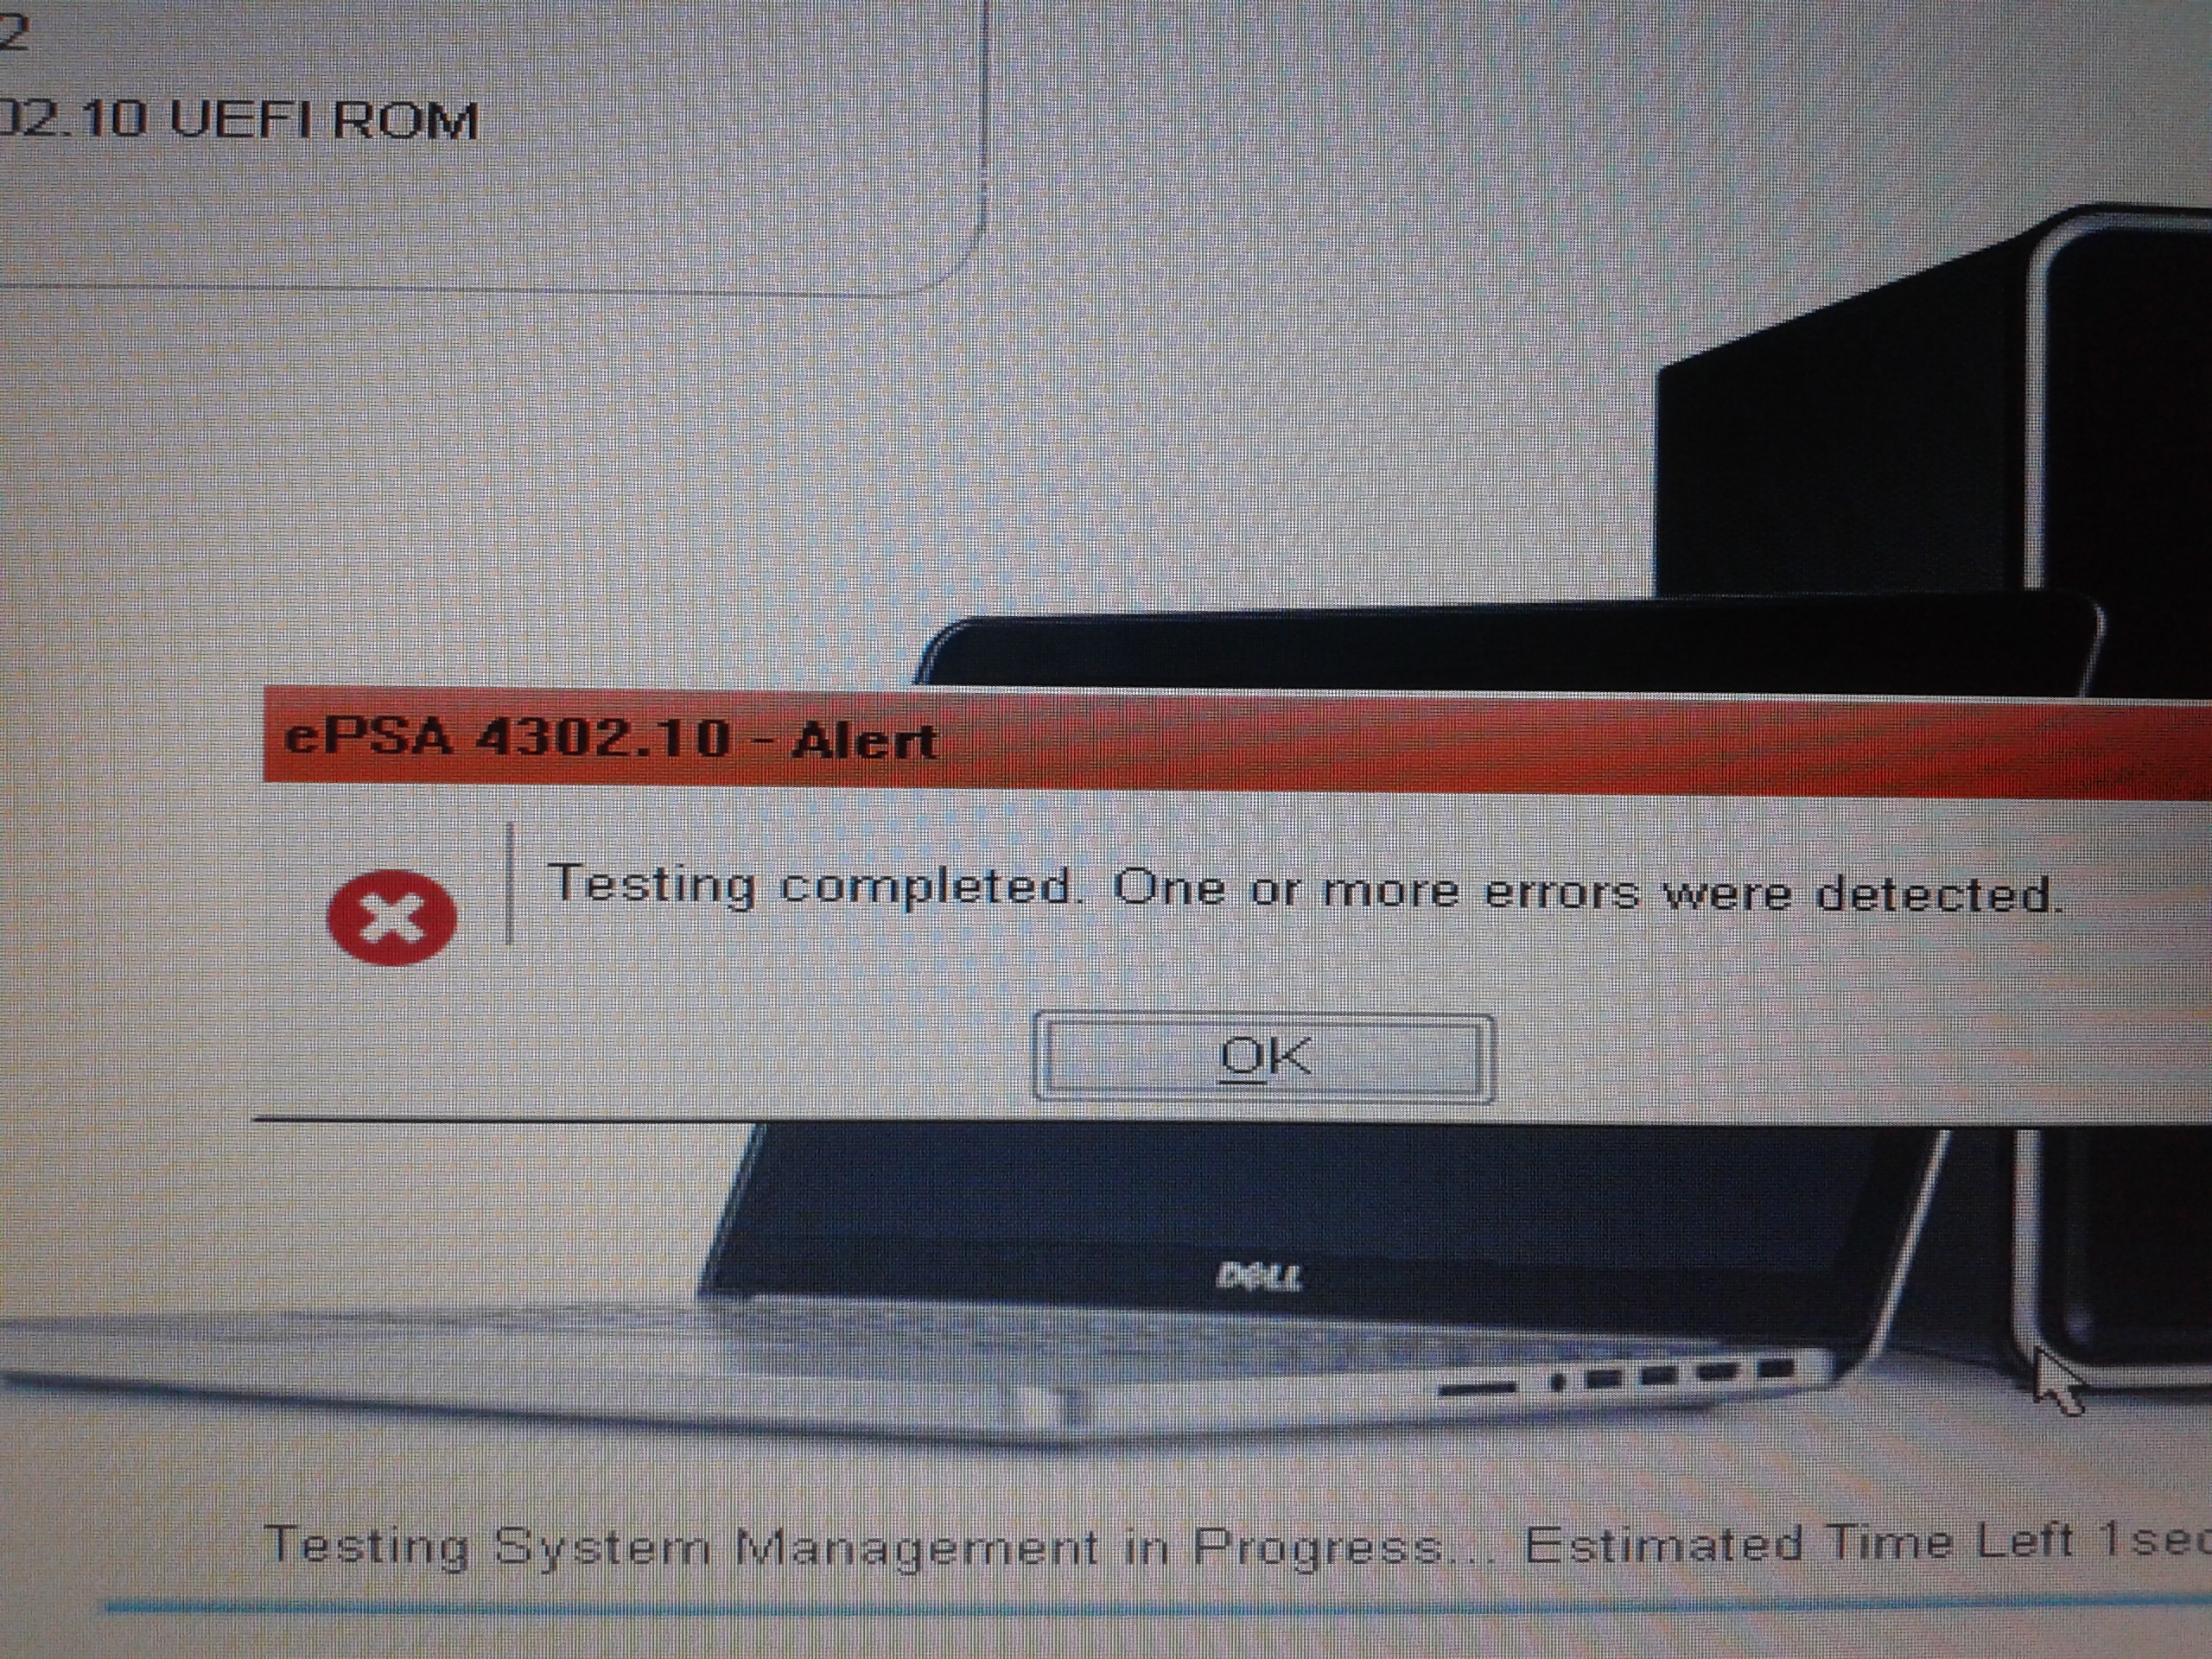 2
02.10 UEFI ROM
ePSA 4302.10 - Alert
Testing completed. One or more errors were detected.
OK
DELL
Testing System Management in Progress... Estimated Time Left 1sec